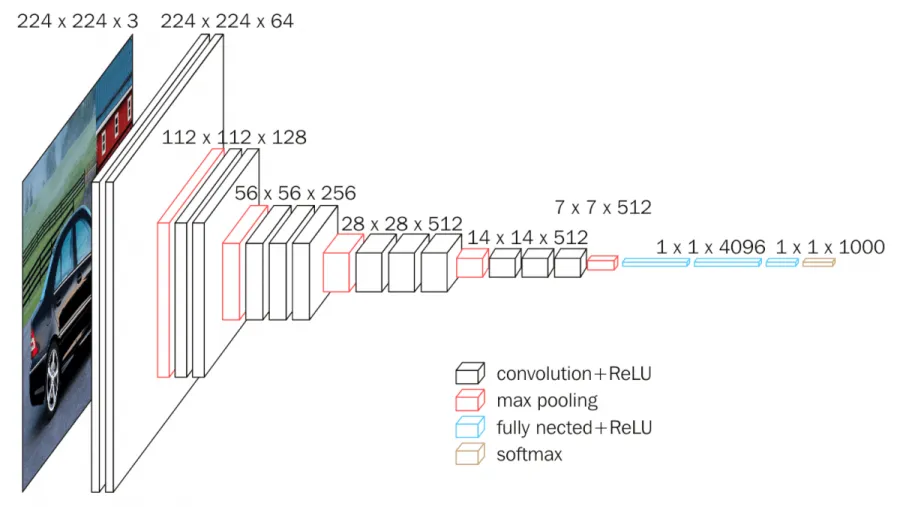 224 x 224 x 3
224 x 224 x 64
112 x 112 x 128
56 x 56 x 256
28 x 28 x 512
14 x 14 x 512
7 x 7 x 512
1 x 1 x 4096
1 x 1 x 1000
convolution+ReLU
max pooling
fully nected+ReLU
softmax